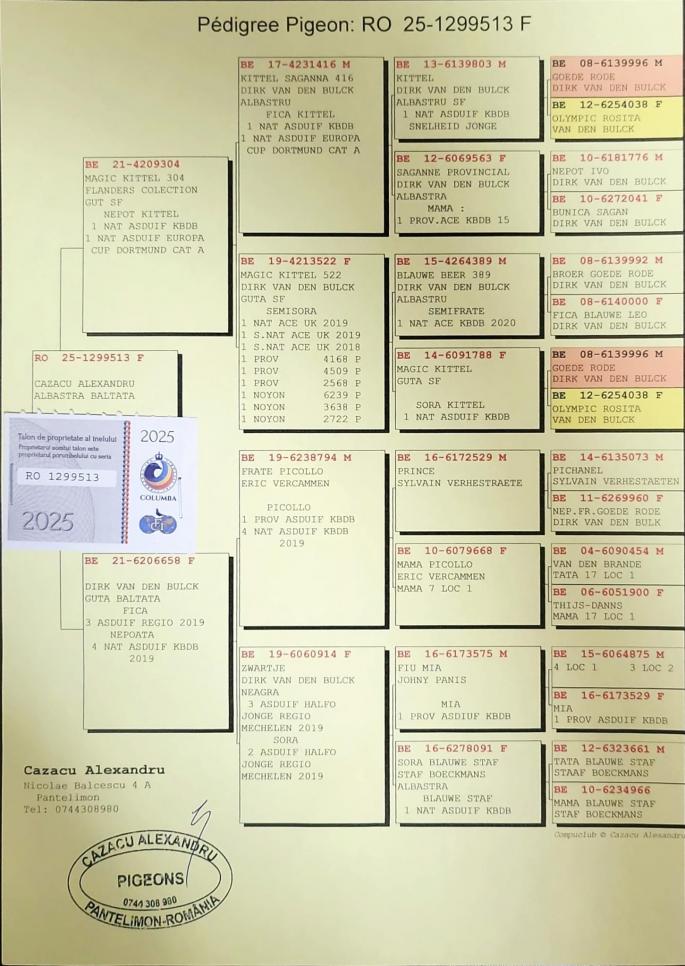 Pédigree Pigeon: RO 25-1299513 F
BE 21-4209304
MAGIC KITTEL 304
FLANDERS COLECTION
GUT SF
NEPOT KITTEL
1 NAT ASDUIF KBDB
1 NAT ASDUIF EUROPA
CUP DORTMUND CAT A
RO 25-1299513 F
CAZACU ALEXANDRU
ALBASTRA BALTATA
Talon de proprietate al inelului
Proprietarul acestui talon este
proprietarul porumbelului cu seria
RO 1299513
2025
2025
COLUMBA
BE 21-6206658 F
DIRK VAN DEN BULCK
GUTA BALTATA
FICA
3 ASDUIF REGIO 2019
NEPOATA
4 NAT ASDUIF KBDB
2019
BE 17-4231416 M
KITTEL SAGANNA 416
DIRK VAN DEN BULCK
ALBASTRU
FICA KITTEL
1 NAT ASDUIF KBDB
1 NAT ASDUIF EUROPA
CUP DORTMUND CAT A
BE 19-4213522 F
MAGIC KITTEL 522
DIRK VAN DEN BULCK
GUTA SF
SEMISORA
1 NAT ACE UK 2019
1 S.NAT ACE UK 2019
1 S.NAT ACE UK 2018
1 PROV 4168 P
1 PROV 4509 P
1 PROV 2568 P
1 NOYON 6239 P
1 NOYON 3638 P
1 NOYON 2722 P
BE 19-6238794 M
FRATE PICOLLO
ERIC VERCAMMEN
PICOLLO
1 PROV ASDUIF KBDB
4 NAT ASDUIF KBDB
2019
BE 19-6060914 F
ZWARTJE
DIRK VAN DEN BULCK
NEAGRA
3 ASDUIF HALFO
JONGE REGIO
MECHELEN 2019
SORA
2 ASDUIF HALFO
JONGE REGIO
MECHELEN 2019
BE 13-6139803 M
KITTEL
DIRK VAN DEN BULCK
ALBASTRU SF
1 NAT ASDUIF KBDB
SNELHEID JONGE
BE 12-6069563 F
SAGANNE PROVINCIAL
DIRK VAN DEN BULCK
ALBASTRA
MAMA :
1 PROV.ACE KBDB 15
BE 15-4264389 M
BLAUWE BEER 389
DIRK VAN DEN BULCK
ALBASTRU
SEMIFRATE
1 NAT ACE KBDB 2020
BE 14-6091788 F
MAGIC KITTEL
GUTA SF
SORA KITTEL
1 NAT ASDUIF KBDB
BE 16-6172529 M
PRINCE
SYLVAIN VERHESTRAETE
BE 10-6079668 F
MAMA PICOLLO
ERIC VERCAMMEN
MAMA 7 LOC 1
BE 16-6173575 M
FIU MIA
JOHNY PANIS
MIA
1 PROV ASDIUF KBDB
BE 16-6278091 F
SORA BLAUWE STAF
STAF BOECKMANS
ALBASTRA
BLAUWE STAF
1 NAT ASDUIF KBDB
BE 08-6139996 M
GOEDE RODE
DIRK VAN DEN BULCK
BE 12-6254038 F
OLYMPIC ROSITA
VAN DEN BULCK
BE 10-6181776 M
NEPOT IVO
DIRK VAN DEN BULCK
BE 10-6272041 F
BUNICA SAGAN
DIRK VAN DEN BULCK
BE 08-6139992 M
BROER GOEDE RODE
DIRK VAN DEN BULCK
BE 08-6140000 F
FICA BLAUWE LEO
DIRK VAN DEN BULCK
BE 08-6139996 M
GOEDE RODE
DIRK VAN DEN BULCK
BE 12-6254038 F
OLYMPIC ROSITA
VAN DEN BULCK
BE 14-6135073 M
PICHANEL
SYLVAIN VERHESTAETEN
BE 11-6269960 F
NEP.FR.GOEDE RODE
DIRK VAN DEN BULK
BE 04-6090454 M
VAN DEN BRANDE
TATA 17 LOC 1
BE 06-6051900 F
THIJS-DANNS
MAMA 17 LOC 1
BE 15-6064875 M
4 LOC 1 3 LOC 2
BE 16-6173529 F
MIA
1 PROV ASDUIF KBDB
BE 12-6323661 M
TATA BLAUWE STAF
STAAF BOECKMANS
BE 10-6234966
MAMA BLAUWE STAF
STAF BOECKMANS
Compuclub © Cazacu Alexandru
Cazacu Alexandru
Nicolae Balcescu 4 A
Pantelimon
Tel: 0744308980
CAZACU ALEXANDRU
PIGEONS
0744 308 980
PANTELIMON-ROMÂNIA